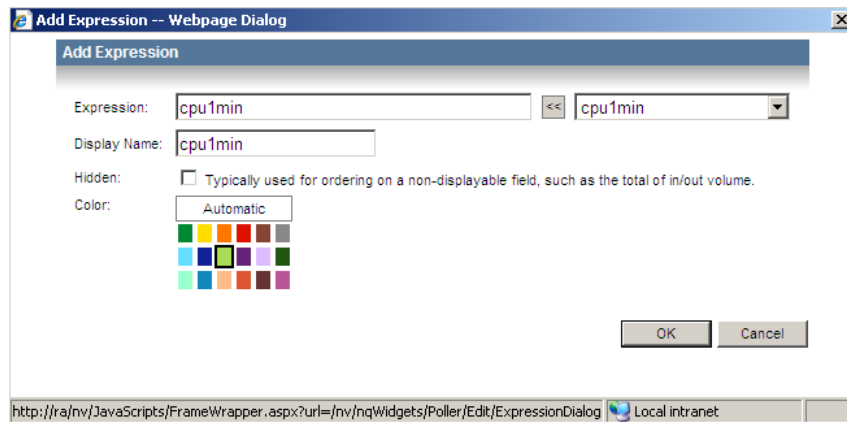 Add Expression -- Webpage Dialog
Add Expression
Expression: cpu1min << cpu1min
Display Name: cpu1min
Hidden: Typically used for ordering on a non-displayable field, such as the total of in/out volume.
Color: Automatic
OK Cancel
http://ra/nv/JavaScripts/FrameWrapper.aspx?url=/nv/nqWidgets/Poller/Edit/ExpressionDialog Local intranet